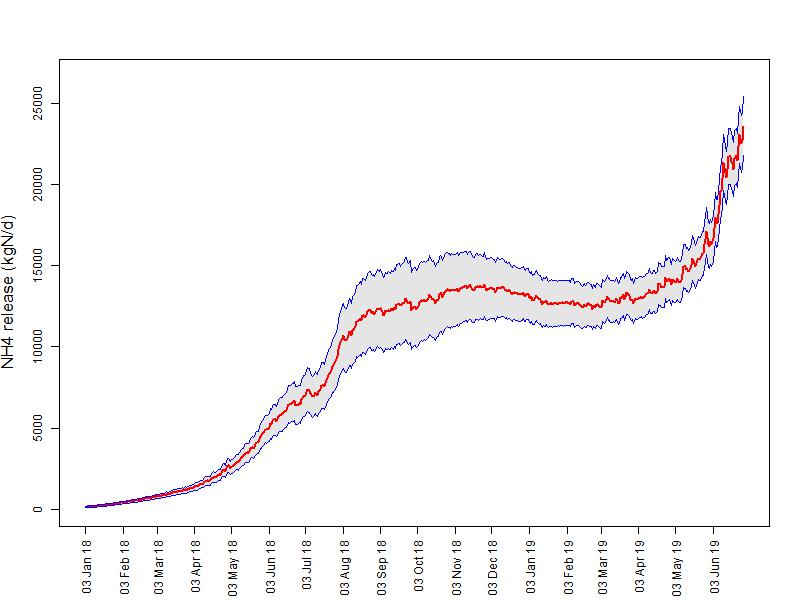 NH4 release (kgN/d)
25000
20000
15000
10000
5000
0
03 Jan 18
03 Feb 18
03 Mar 18
03 Apr 18
03 May 18
03 Jun 18
03 Jul 18
03 Aug 18
03 Sep 18
03 Oct 18
03 Nov 18
03 Dec 18
03 Jan 19
03 Feb 19
03 Mar 19
03 Apr 19
03 May 19
03 Jun 19